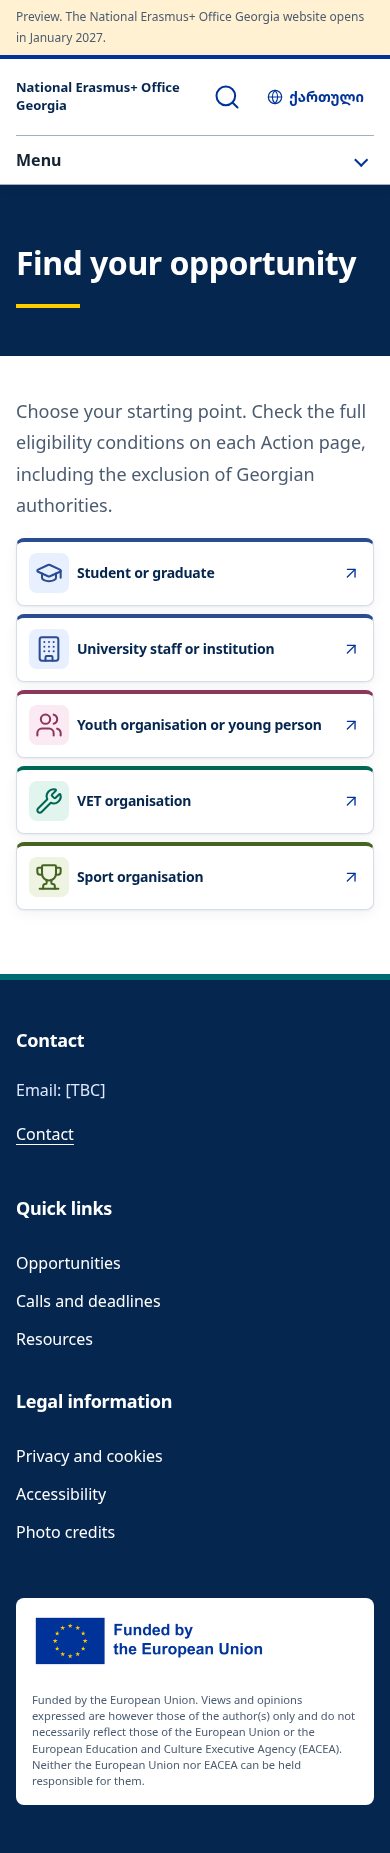 Preview. The National Erasmus+ Office Georgia website opens
in January 2027.
National Erasmus+ Office
Georgia
ქართული
Menu
Find your opportunity
Choose your starting point. Check the full
eligibility conditions on each Action page,
including the exclusion of Georgian
authorities.
Student or graduate
University staff or institution
Youth organisation or young person
VET organisation
Sport organisation
Contact
Email: [TBC]
Contact
Quick links
Opportunities
Calls and deadlines
Resources
Legal information
Privacy and cookies
Accessibility
Photo credits
Funded by
the European Union
Funded by the European Union. Views and opinions
expressed are however those of the author(s) only and do not
necessarily reflect those of the European Union or the
European Education and Culture Executive Agency (EACEA).
Neither the European Union nor EACEA can be held
responsible for them.